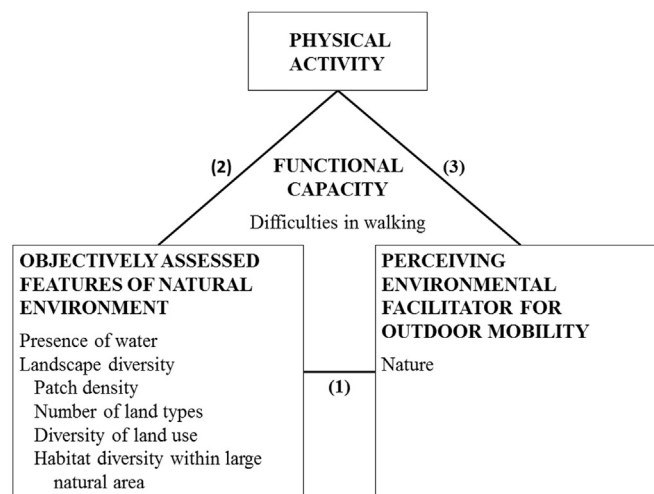 PHYSICAL
ACTIVITY
(2)
(3)
FUNCTIONAL
CAPACITY
Difficulties in walking
OBJECTIVELY ASSESSED
FEATURES OF NATURAL
ENVIRONMENT
Presence of water
Landscape diversity
Patch density
Number of land types
Diversity of land use
Habitat diversity within large
natural area
(1)
PERCEIVING
ENVIRONMENTAL
FACILITATOR FOR
OUTDOOR MOBILITY
Nature